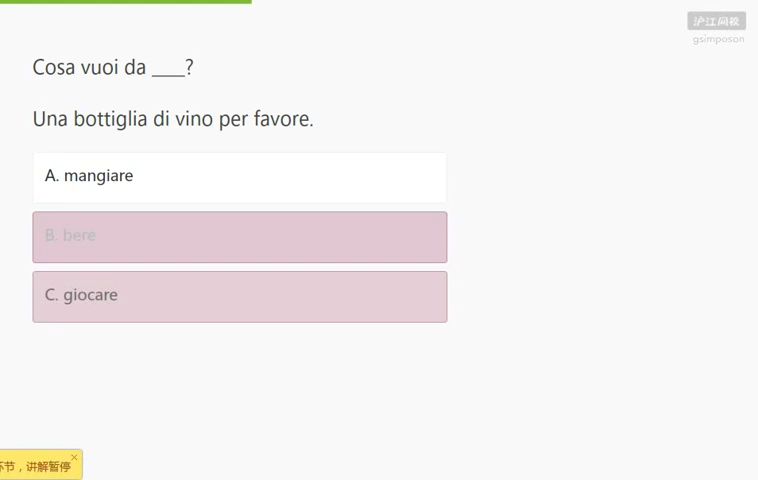 沪江网校
gsimposon
Cosa vuoi da ____?
Una bottiglia di vino per favore.
A. mangiare
B. bere
C. giocare
环节，讲解暂停